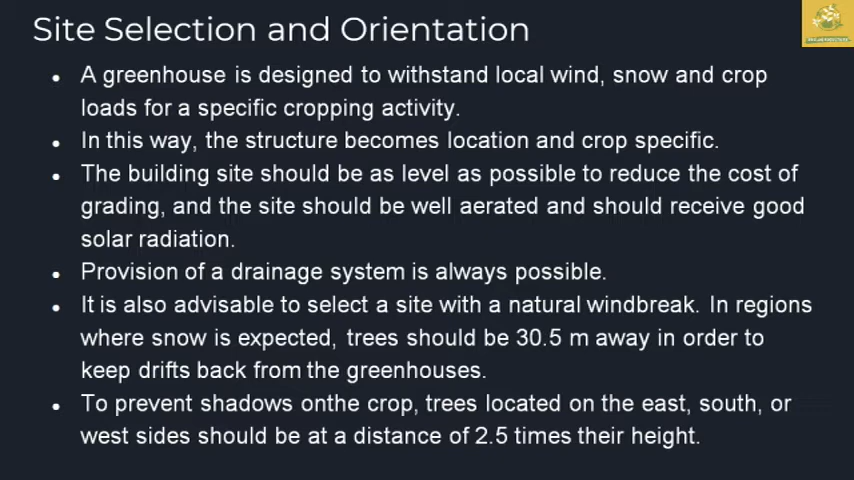 Site Selection and Orientation
• A greenhouse is designed to withstand local wind, snow and crop
loads for a specific cropping activity.
• In this way, the structure becomes location and crop specific.
• The building site should be as level as possible to reduce the cost of
grading, and the site should be well aerated and should receive good
solar radiation.
• Provision of a drainage system is always possible.
• It is also advisable to select a site with a natural windbreak. In regions
where snow is expected, trees should be 30.5 m away in order to
keep drifts back from the greenhouses.
• To prevent shadows onthe crop, trees located on the east, south, or
west sides should be at a distance of 2.5 times their height.